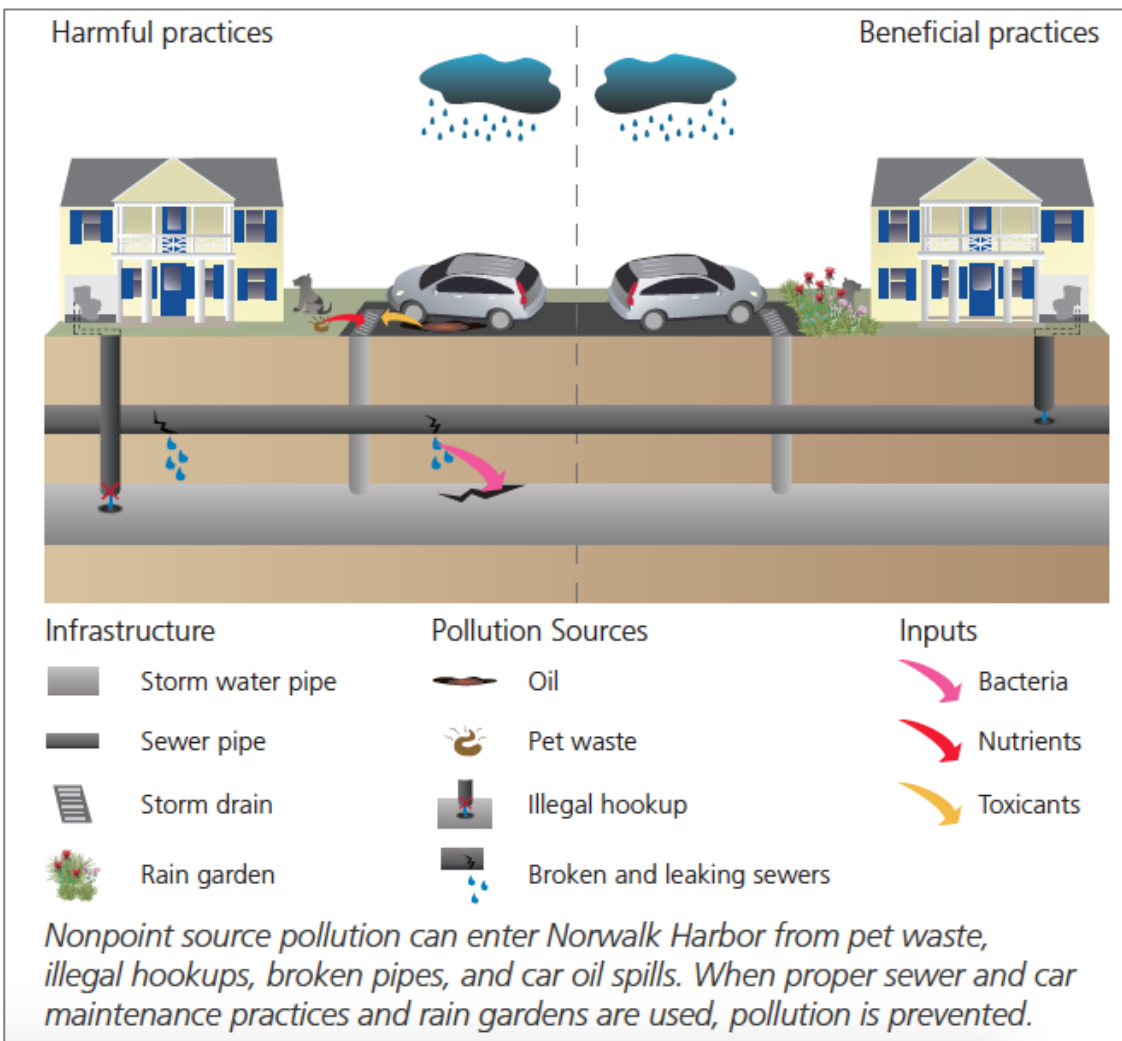 Harmful practices
Beneficial practices
Infrastructure
Pollution Sources
Inputs
Storm water pipe
Oil
Bacteria
Sewer pipe
Pet waste
Nutrients
Storm drain
Illegal hookup
Toxicants
Rain garden
Broken and leaking sewers
Nonpoint source pollution can enter Norwalk Harbor from pet waste,
illegal hookups, broken pipes, and car oil spills. When proper sewer and car
maintenance practices and rain gardens are used, pollution is prevented.